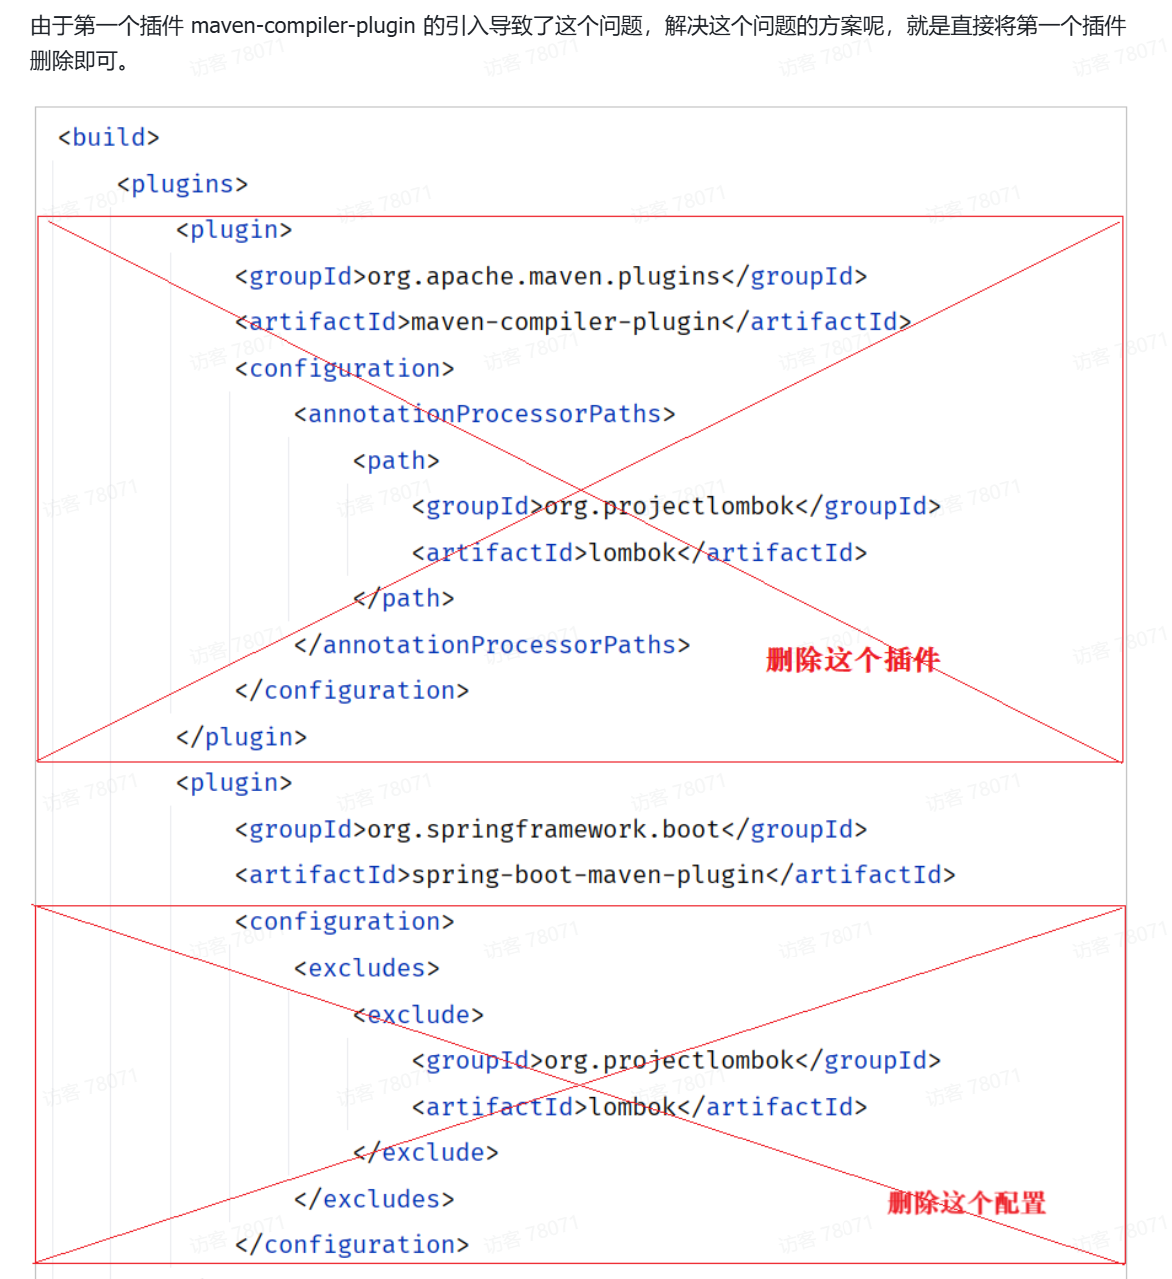 由于第一个插件 maven-compiler-plugin 的引入导致了这个问题，解决这个问题的方案呢，就是直接将第一个插件
删除即可。
<build>
<plugins>
<plugin>
<groupId>org.apache.maven.plugins</groupId>
<artifactId>maven-compiler-plugin</artifactId>
<configuration>
<annotationProcessorPaths>
<path>
<groupId>org.projectlombok</groupId>
<artifactId>lombok</artifactId>
</path>
</annotationProcessorPaths>
删除这个插件
</configuration>
</plugin>
<plugin>
<groupId>org.springframework.boot</groupId>
<artifactId>spring-boot-maven-plugin</artifactId>
<configuration>
<excludes>
<exclude>
<groupId>org.projectlombok</groupId>
<artifactId>lombok</artifactId>
</exclude>
</excludes>
删除这个配置
</configuration>
访客 78071